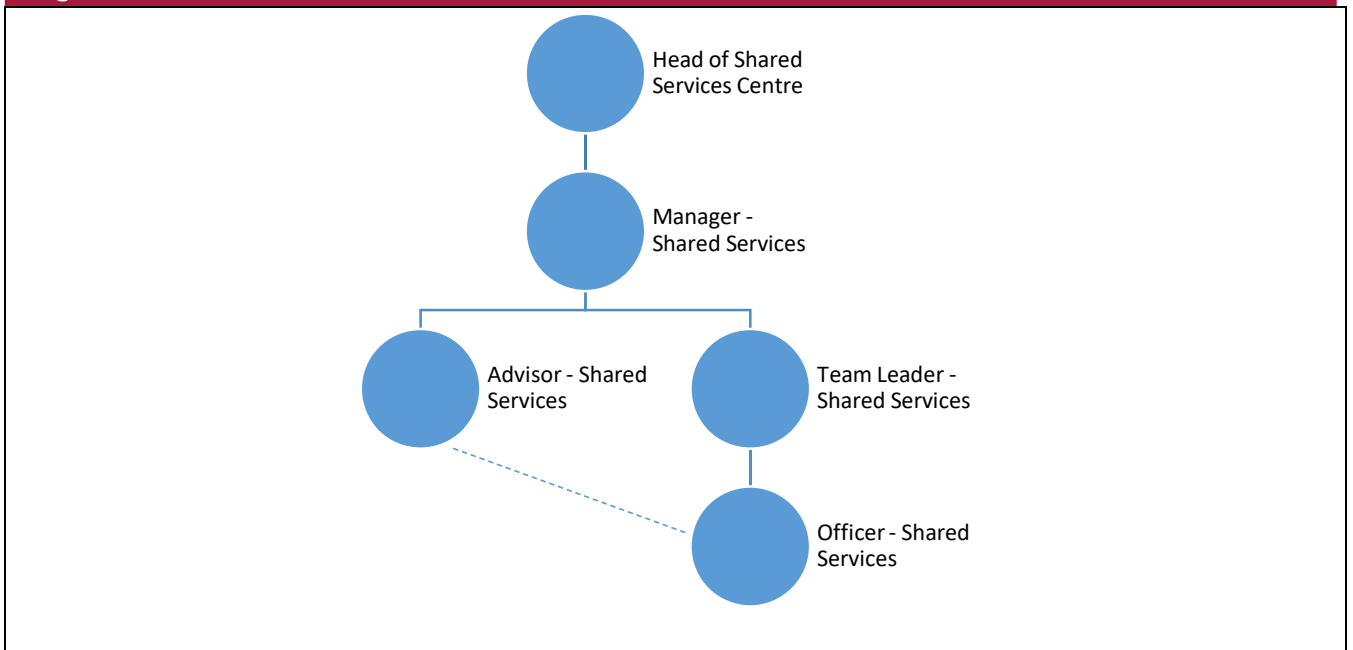 Head of Shared
Services Centre
Manager -
Shared Services
Advisor - Shared
Services
Team Leader -
Shared Services
Officer - Shared
Services